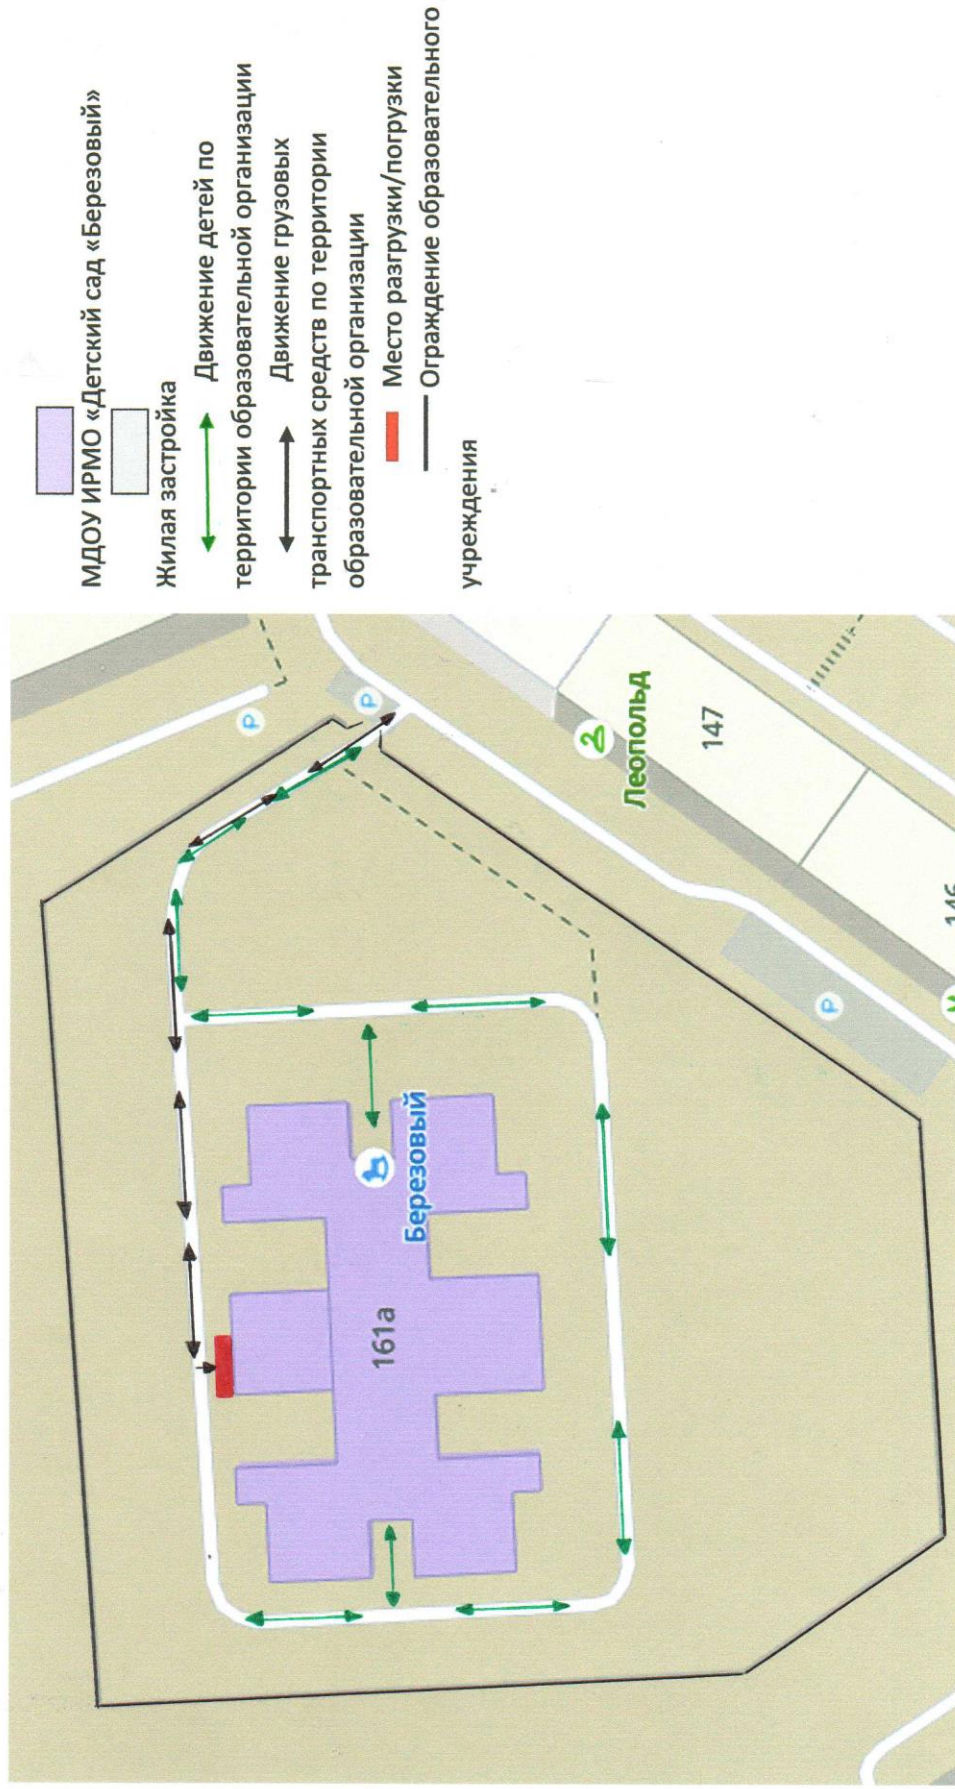 МДОУ ИРМО «Детский сад «Березовый»
Жилая застройка
Движение детей по
территории образовательной организации
Движение грузовых
транспортных средств по территории
образовательной организации
Место разгрузки/погрузки
Ограждение образовательного
учреждения
P
P
Леопольд
147
146
P
Березовый
161а